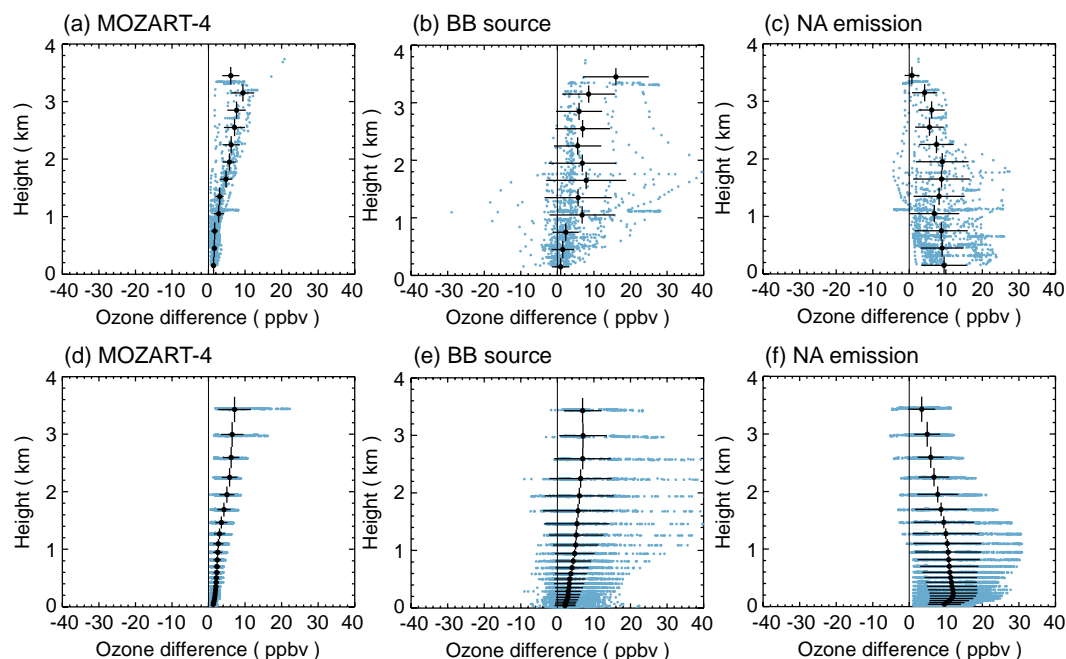 (a) MOZART-4 (b) BB source (c) NA emission
4 4 4
3 3 3
2 2 2
1 1 1
0 0 0
Height ( km ) Height ( km ) Height ( km )
-40 -30 -20 -10 0 10 20 30 40 -30 -20 -10 0 10 20 30 40 -30 -20 -10 0 10 20 30 40
Ozone difference ( ppbv ) Ozone difference ( ppbv ) Ozone difference ( ppbv )
(d) MOZART-4 (e) BB source (f) NA emission
4 4 4
3 3 3
2 2 2
1 1 1
0 0 0
Height ( km ) Height ( km ) Height ( km )
-40 -30 -20 -10 0 10 20 30 40 -30 -20 -10 0 10 20 30 40 -30 -20 -10 0 10 20 30 40
Ozone difference ( ppbv ) Ozone difference ( ppbv ) Ozone difference ( ppbv )